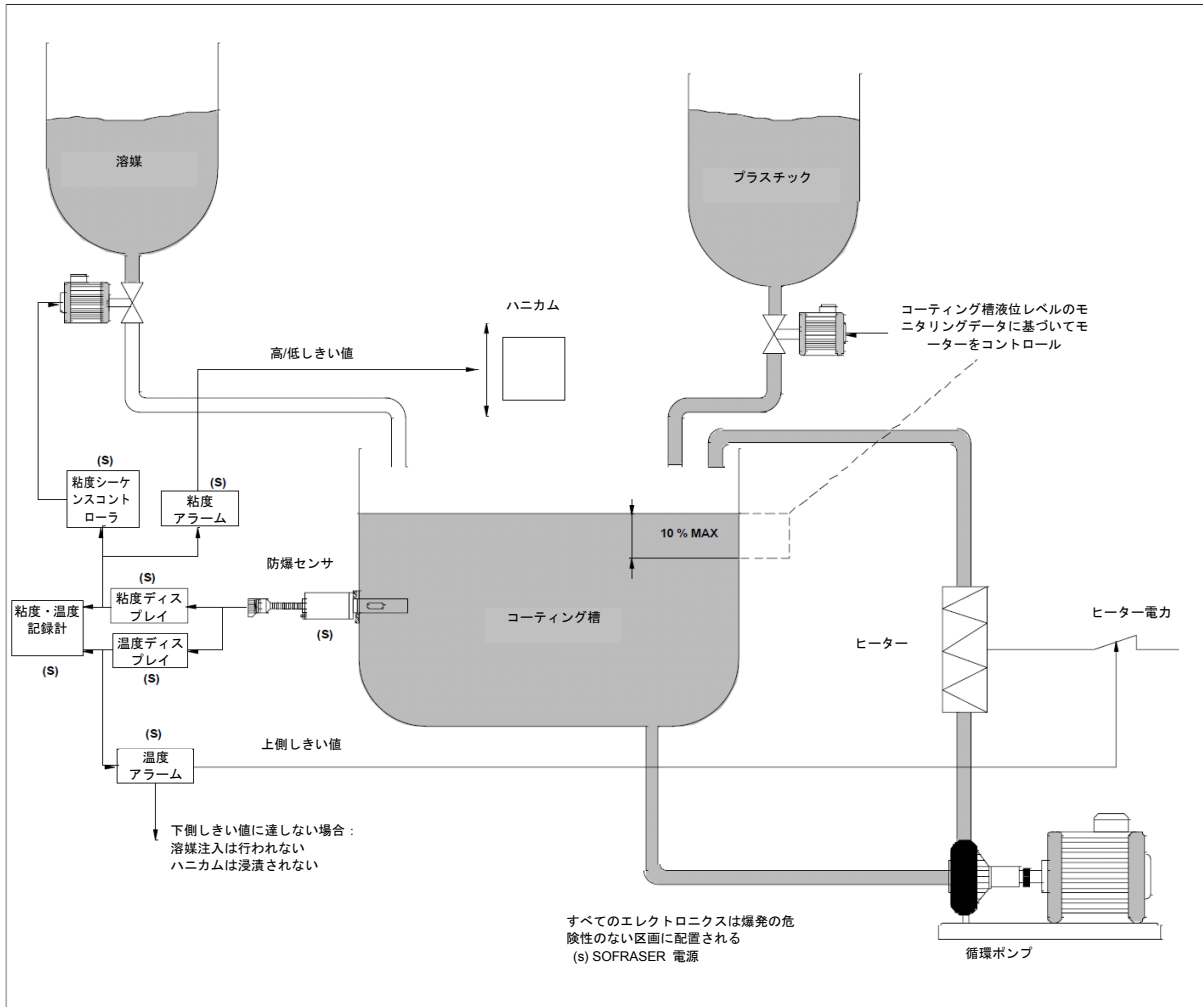 溶媒
プラスチック
ハニカム
コーティング槽液位レベルのモ
ニタリングデータに基づいてモ
ーターをコントロール
高/低しきい値
(S)
粘度シーケ
ンスコント
ローラ
(S)
粘度
アラーム
10 % MAX
防爆センサ
(S)
粘度ディス
プレイ
粘度・温度
記録計
(S)
温度ディス
プレイ
(S)
(S)
コーティング槽
ヒーター
ヒーター電力
(S)
温度
アラーム
上側しきい値
下側しきい値に達しない場合：
溶媒注入は行われない
ハニカムは浸漬されない
すべてのエレクトロニクスは爆発の危
険性のない区画に配置される
(s) SOFRASER 電源
循環ポンプ